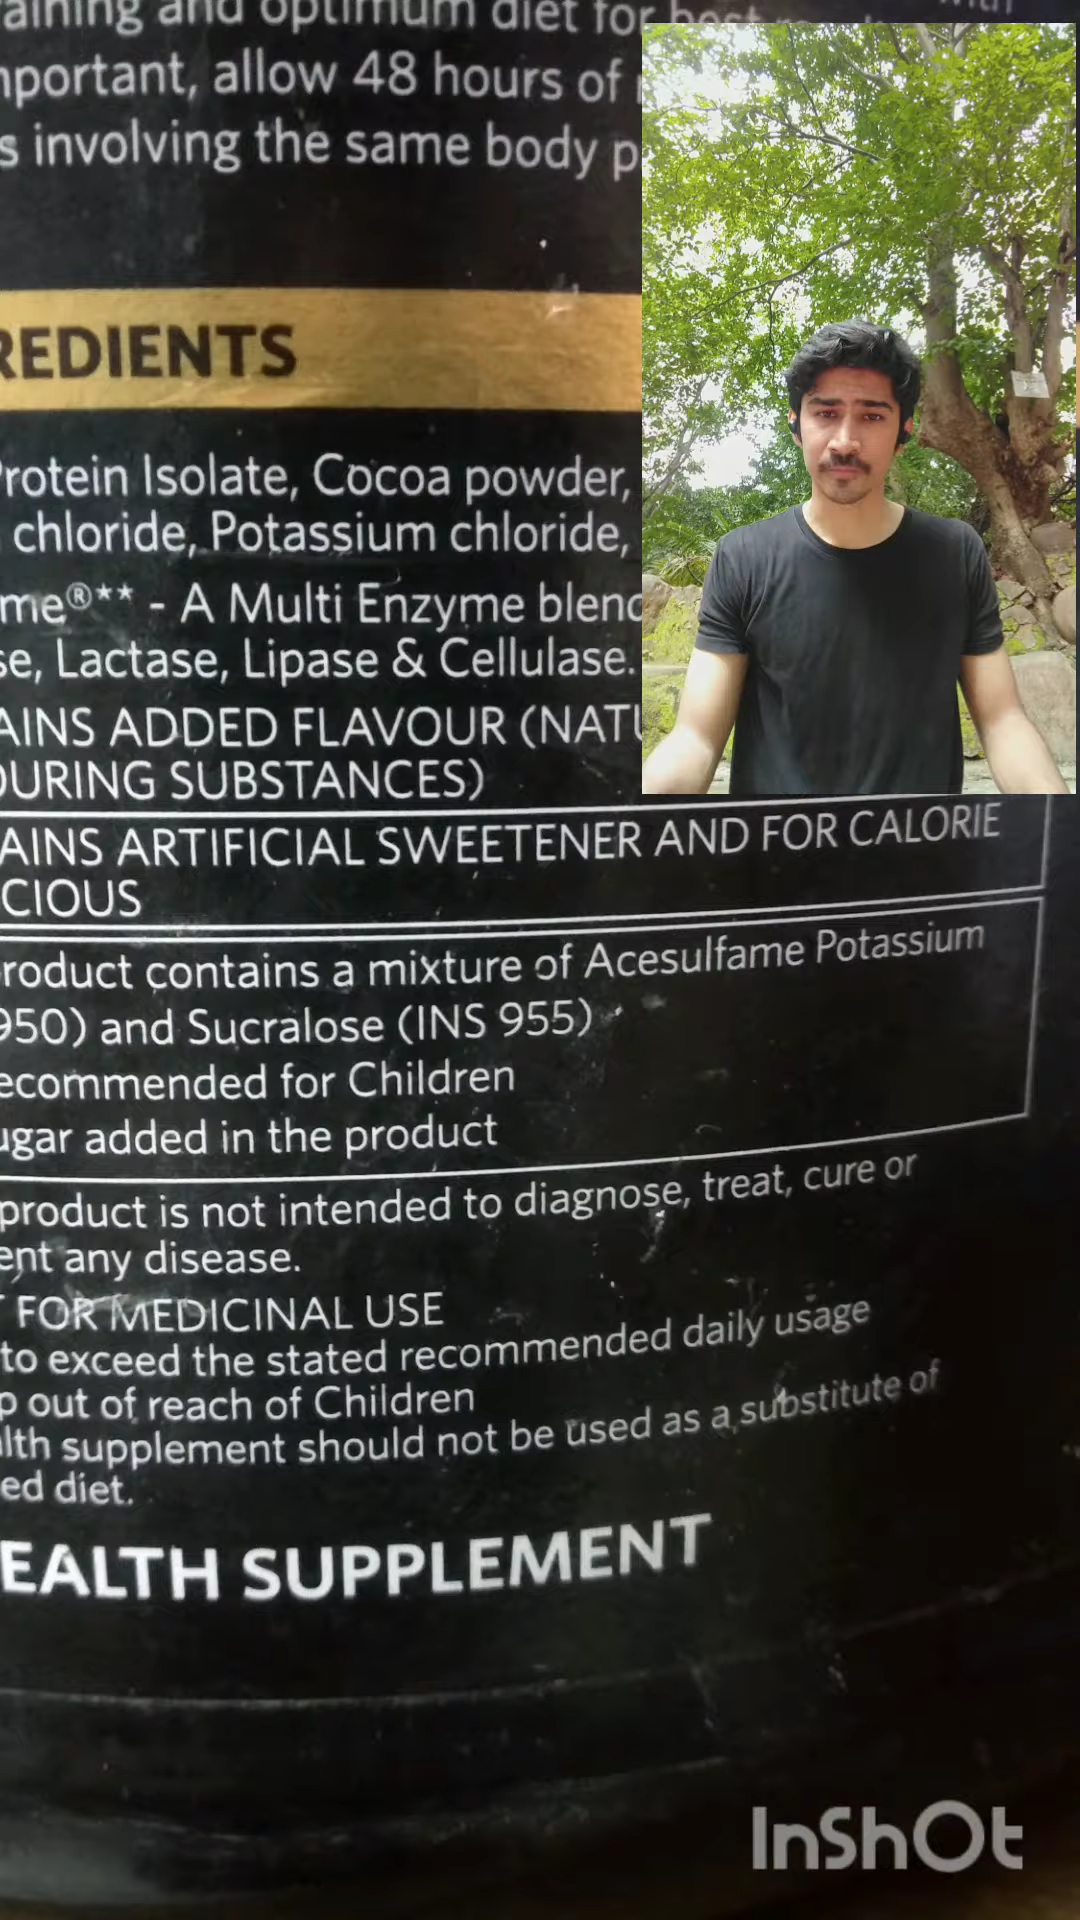 aining and optimum diet for best
mportant, allow 48 hours of
s involving the same body p
REDIENTS
Protein Isolate, Cocoa powder,
chloride, Potassium chloride,
me®** - A Multi Enzyme blend
se, Lactase, Lipase & Cellulase.
AINS ADDED FLAVOUR (NATU
OURING SUBSTANCES)
AINS ARTIFICIAL SWEETENER AND FOR CALORIE
CIOUS
roduct contains a mixture of Acesulfame Potassium
950) and Sucralose (INS 955)
ecommended for Children
ugar added in the product
product is not intended to diagnose, treat, cure or
ent any disease.
FOR MEDICINAL USE
to exceed the stated recommended daily usage
p out of reach of Children
lth supplement should not be used as a substitute of
ed diet.
EALTH SUPPLEMENT
InShOt